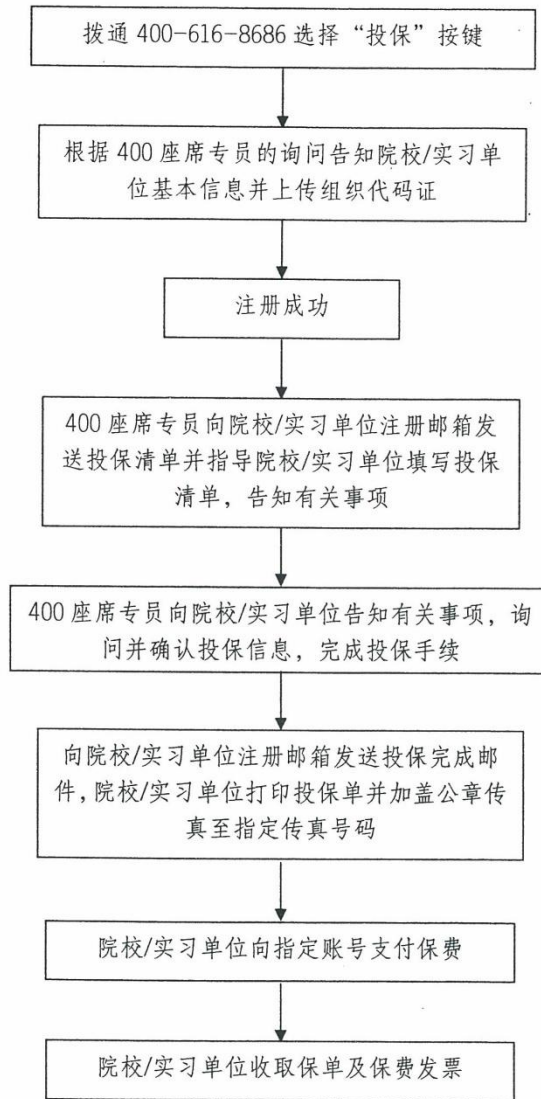 拨通 400-616-8686 选择“投保”按键
根据 400 座席专员的询问告知院校/实习单
位基本信息并上传组织代码证
注册成功
400 座席专员向院校/实习单位注册邮箱发
送投保清单并指导院校/实习单位填写投保
清单，告知有关事项
400 座席专员向院校/实习单位告知有关事项，询
问并确认投保信息，完成投保手续
向院校/实习单位注册邮箱发送投保完成邮
件，院校/实习单位打印投保单并加盖公章传
真至指定传真号码
院校/实习单位向指定账号支付保费
院校/实习单位收取保单及保费发票